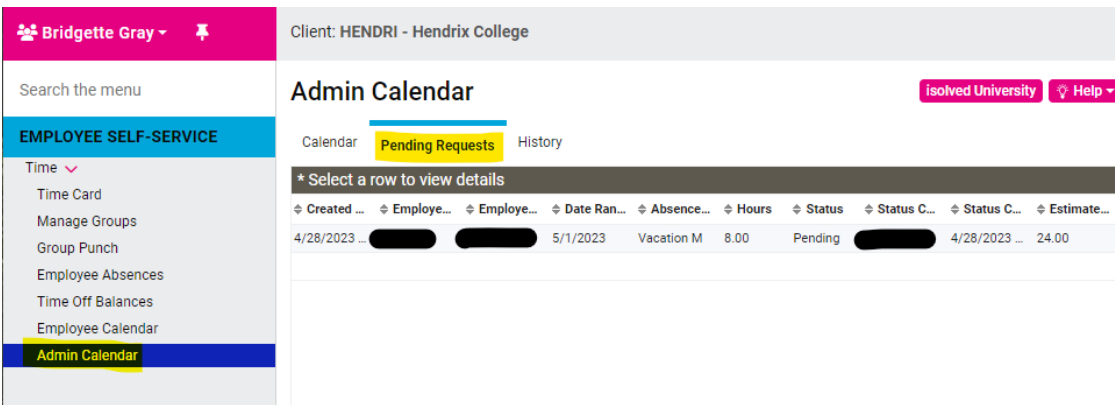 Bridgette Gray
Client: HENDRI - Hendrix College
Search the menu
Admin Calendar
isolved University
Help
EMPLOYEE SELF-SERVICE
Calendar
Pending Requests
History
Time
* Select a row to view details
Time Card
Manage Groups
Group Punch
Employee Absences
Time Off Balances
Employee Calendar
Admin Calendar
Created ... Employe... Employe... Date Ran... Absence... Hours Status Status C... Status C... Estimate...
4/28/2023 ... 5/1/2023 Vacation M 8.00 Pending 4/28/2023 ... 24.00